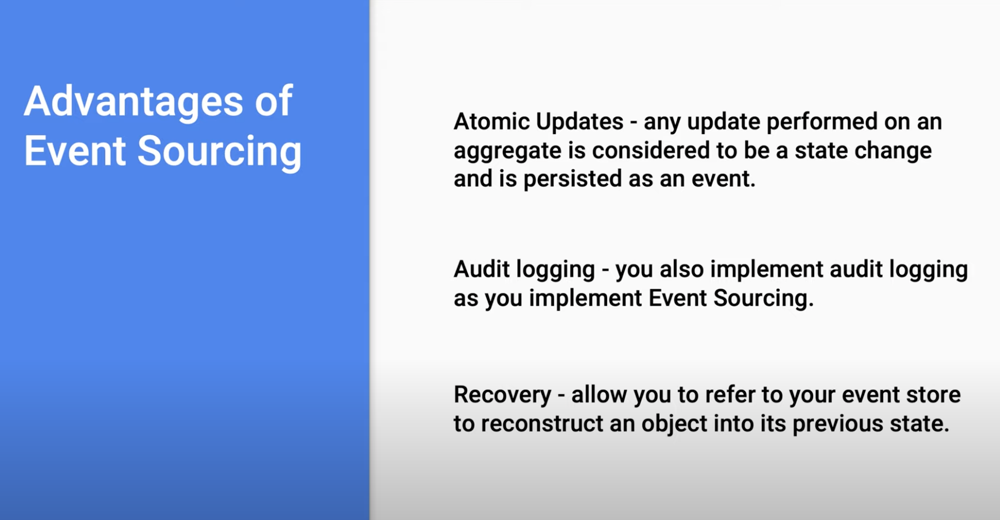 Advantages of
Event Sourcing
Atomic Updates - any update performed on an
aggregate is considered to be a state change
and is persisted as an event.
Audit logging - you also implement audit logging
as you implement Event Sourcing.
Recovery - allow you to refer to your event store
to reconstruct an object into its previous state.